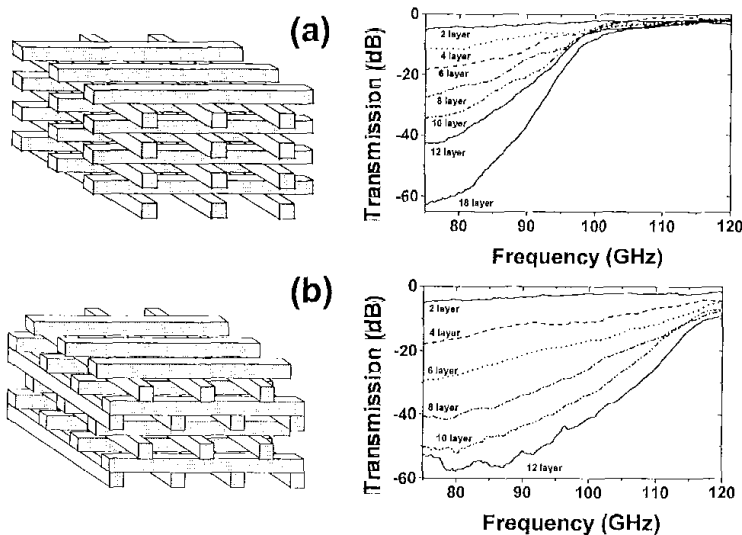 (a)
0
-20
-40
-60
Transmission (dB)
2 layer
4 layer
6 layer
8 layer
10 layer
12 layer
18 layer
80 90 100 110 120
Frequency (GHz)
(b)
0
-20
-40
-60
Transmission (dB)
2 layer
4 layer
6 layer
8 layer
10 layer
12 layer
80 90 100 110 120
Frequency (GHz)